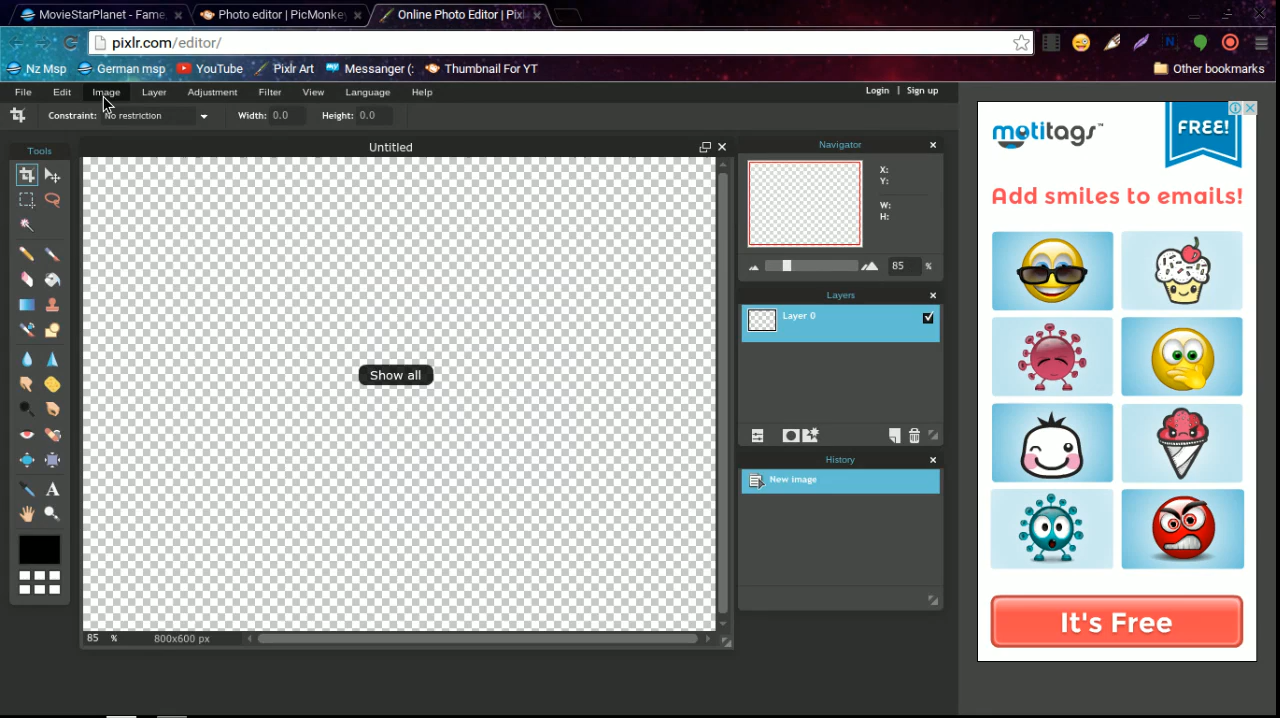 MovieStarPlanet - Fame,
Photo editor | PicMonkey
Online Photo Editor | Pixl
pixlr.com/editor/
Nz Msp
German msp
YouTube
Pixlr Art
Messanger (:
Thumbnail For YT
Other bookmarks
File Edit Image Layer Adjustment Filter View Language Help
Login | Sign up
Constraint: No restriction Width: 0.0 Height: 0.0
Tools
Untitled
Show all
85 % 800x600 px
Navigator
X:
Y:
W:
H:
85 %
Layers
Layer 0
History
New image
A
motitags™
FREE!
Add smiles to emails!
It's Free